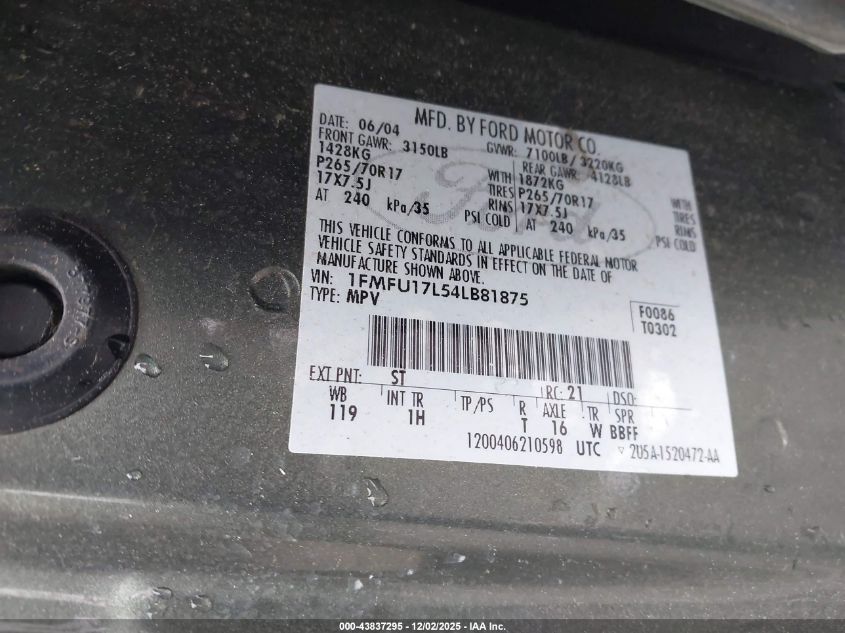 MFD. BY FORD MOTOR CO.
DATE: 06/04 GVWR: 7100LB/ 3220KG
FRONT GAWR: 3150LB REAR GAWR: 4128LB
1428KG WITH 1872KG WITH
P265/70R17 TIRES P265/70R17 TIRES
17X7.5J RIMS 17X7.5J RIMS
AT 240 kPa/35 PSI COLD AT 240 kPa/35 PSI COLD
Ford
THIS VEHICLE CONFORMS TO ALL APPLICABLE FEDERAL MOTOR
VEHICLE SAFETY STANDARDS IN EFFECT ON THE DATE OF
MANUFACTURE SHOWN ABOVE.
VIN: 1FMFU17L54LB81875
TYPE: MPV
F0086
T0302
EXT PNT: ST RC: 21 DSO:
WB INT TR TP/PS R AXLE TR SPR
119 1H T 16 W BBFF
1200406210598 UTC ▽ 2U5A-1520472-AA
000-43837295 - 12/02/2025 - IAA Inc.